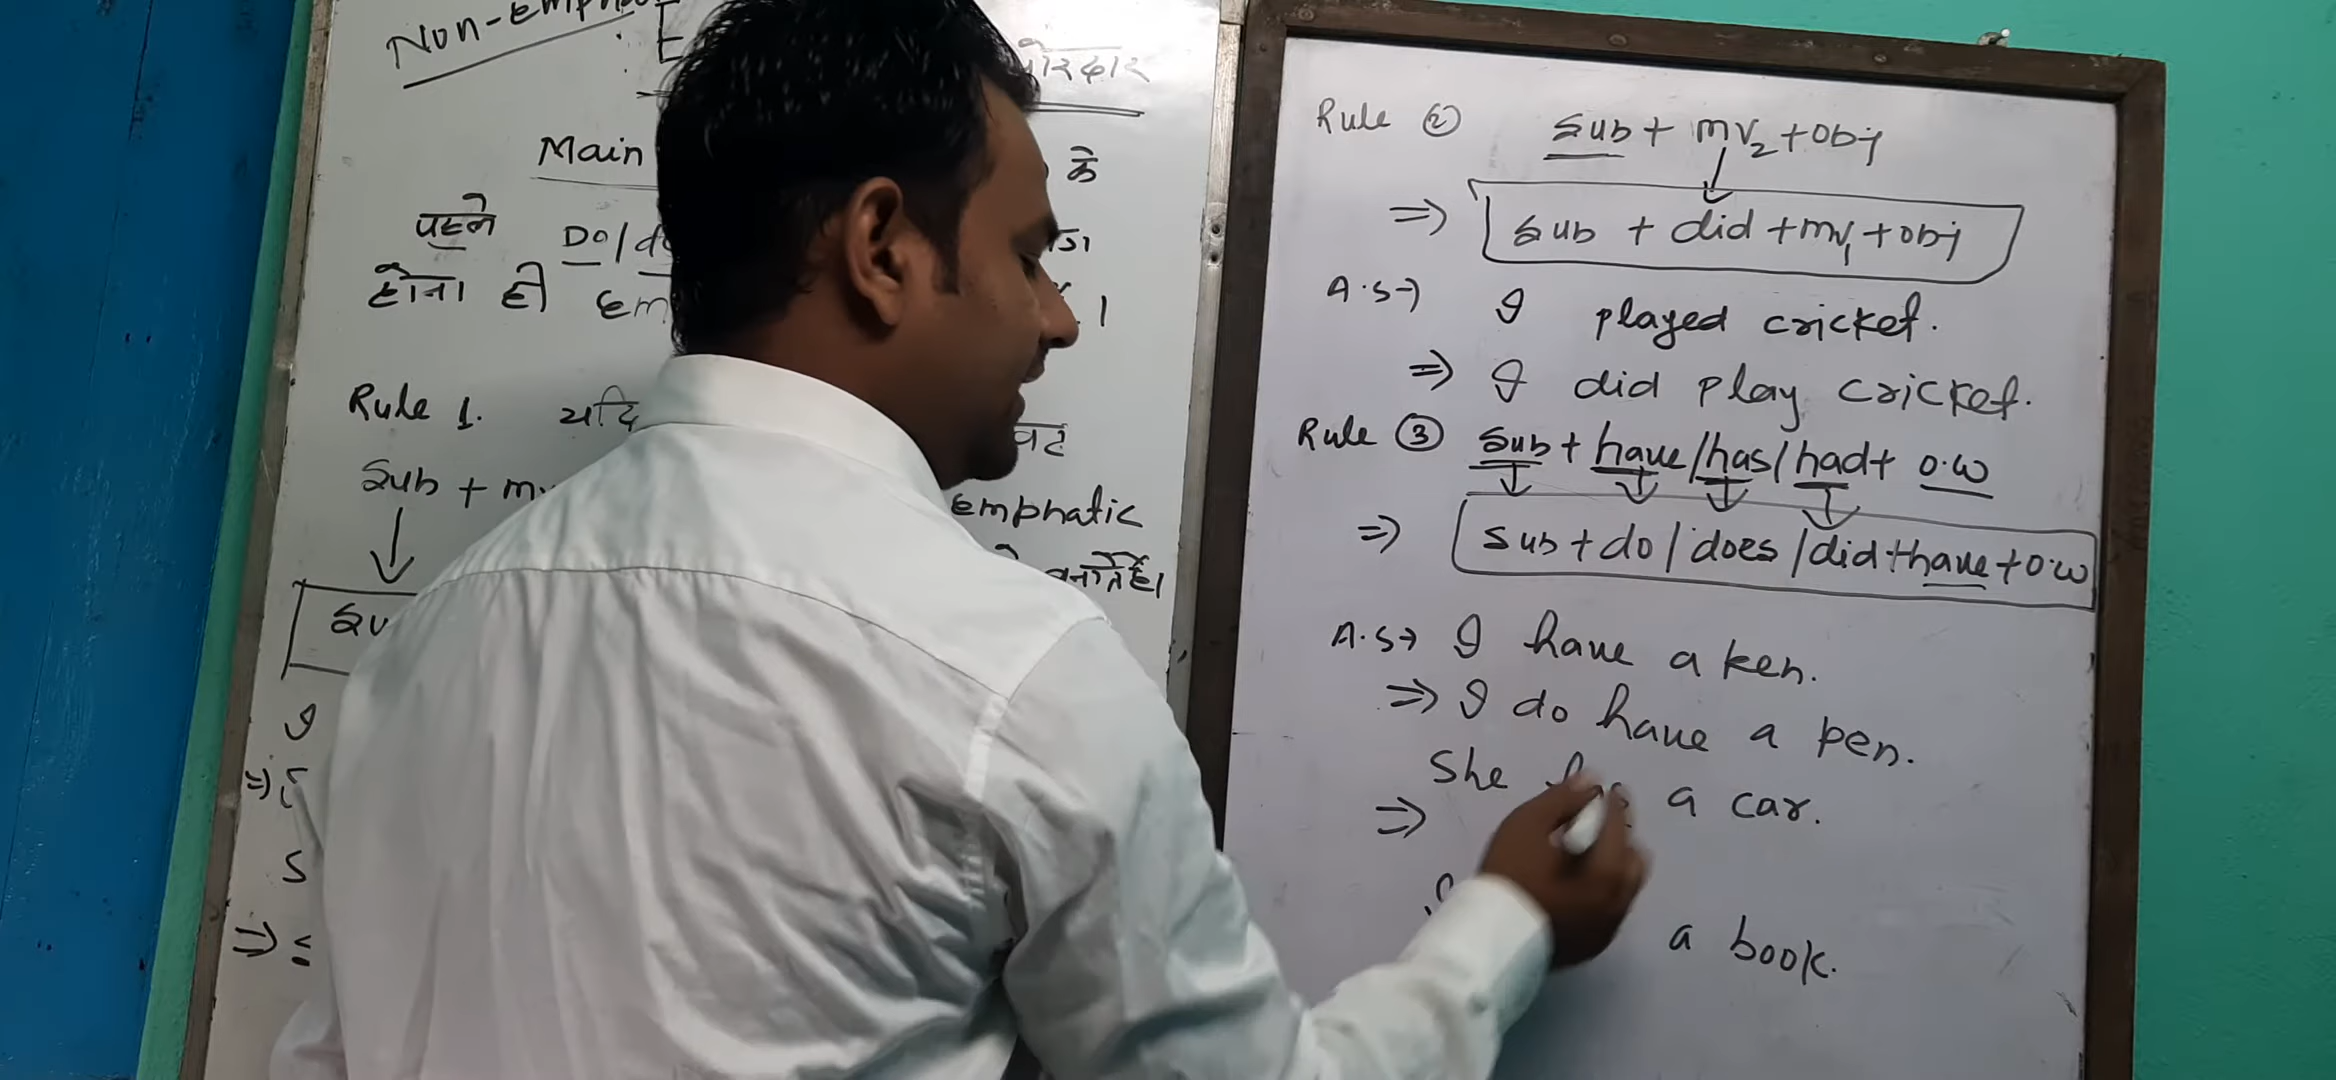 Non-emph
Main के
पहले Do/d
होना ही em ।
Rule 1. यदि
Sub + mv emphatic
Su
I
Rule ② Sub + mv2 + obj
⇒ Sub + did + mv1 + obj
A.S→ I played cricket.
⇒ I did play cricket.
Rule ③ Sub + have/has/had + o.w
⇒ Sub + do/does/did + have + o.w
A.S→ I have a pen.
⇒ I do have a pen.
She has a car.
⇒
a book.